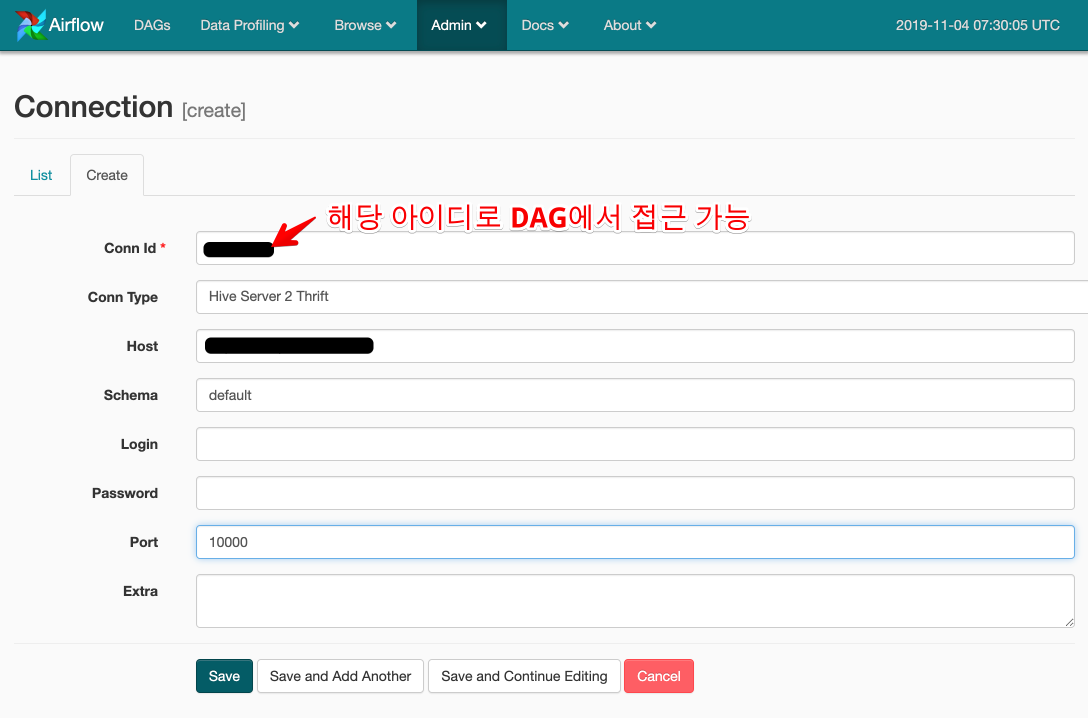 Airflow DAGs Data Profiling Browse Admin Docs About 2019-11-04 07:30:05 UTC
Connection [create]
List Create
해당 아이디로 DAG에서 접근 가능
Conn Id *
Conn Type Hive Server 2 Thrift
Host
Schema default
Login
Password
Port 10000
Extra
Save Save and Add Another Save and Continue Editing Cancel